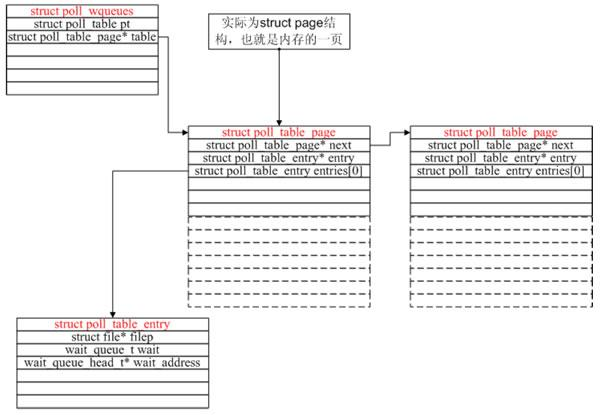 struct poll_wqueues
struct poll_table pt
struct poll_table_page* table
实际为struct page结
构，也就是内存的一页
struct poll_table_page
struct poll_table_page* next
struct poll_table_entry* entry
struct poll_table_entry entries[0]
struct poll_table_page
struct poll_table_page* next
struct poll_table_entry* entry
struct poll_table_entry entries[0]
struct poll_table_entry
struct file* filep
wait_queue_t wait
wait_queue_head_t* wait_address